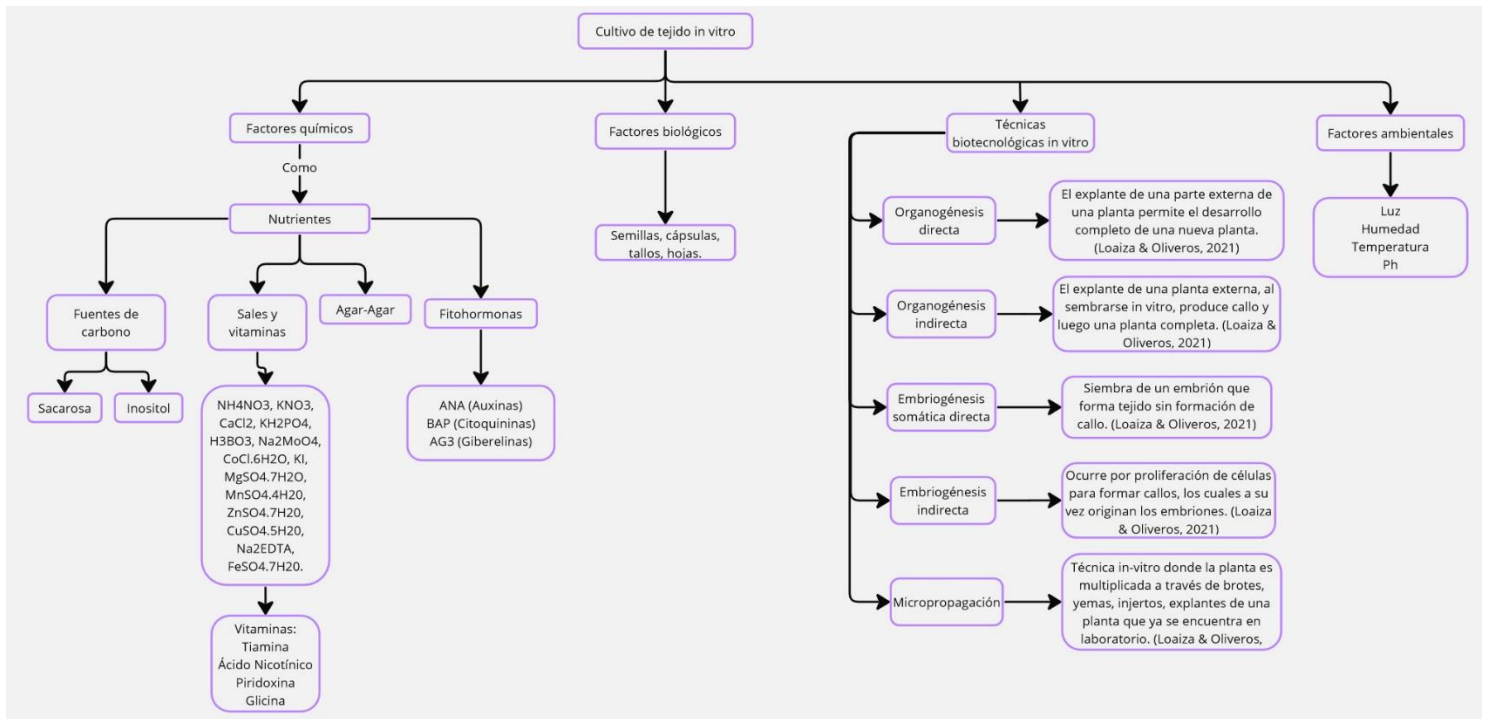 Cultivo de tejido in vitro
Factores químicos
Como
Nutrientes
Fuentes de
carbono
Sacarosa
Inositol
Sales y
vitaminas
NH4NO3, KNO3,
CaCl2, KH2PO4,
H3BO3, Na2MoO4,
CoCl.6H2O, KI,
MgSO4.7H2O,
MnSO4.4H20,
ZnSO4.7H20,
CuSO4.5H20,
Na2EDTA,
FeSO4.7H20.
Vitaminas:
Tiamina
Ácido Nicotínico
Piridoxina
Glicina
Agar-Agar
Fitohormonas
ANA (Auxinas)
BAP (Citoquininas)
AG3 (Giberelinas)
Factores biológicos
Semillas, cápsulas,
tallos, hojas.
Técnicas
biotecnológicas in vitro
Organogénesis
directa
El explante de una parte externa de
una planta permite el desarrollo
completo de una nueva planta.
(Loaiza & Oliveros, 2021)
Organogénesis
indirecta
El explante de una planta externa, al
sembrarse in vitro, produce callo y
luego una planta completa. (Loaiza &
Oliveros, 2021)
Embriogénesis
somática directa
Siembra de un embrión que
forma tejido sin formación de
callo. (Loaiza & Oliveros, 2021)
Embriogénesis
indirecta
Ocurre por proliferación de células
para formar callos, los cuales a su
vez originan los embriones. (Loaiza
& Oliveros, 2021)
Micropropagación
Técnica in-vitro donde la planta es
multiplicada a través de brotes,
yemas, injertos, explantes de una
planta que ya se encuentra en
laboratorio. (Loaiza & Oliveros,
Factores ambientales
Luz
Humedad
Temperatura
Ph